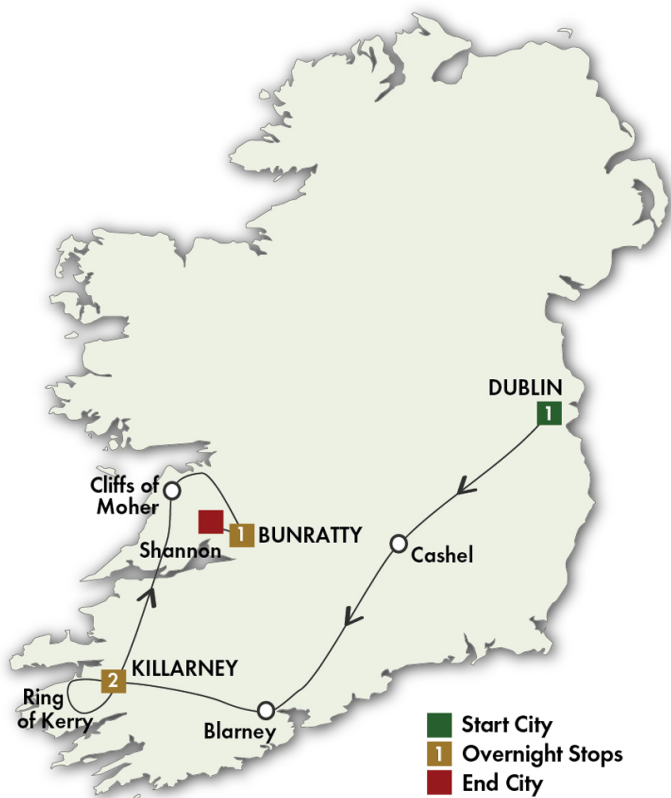 DUBLIN
1
Cliffs of
Moher
1 BUNRATTY
Shannon
Cashel
KILLARNEY
2
Ring
of Kerry
Blarney
Start City
1 Overnight Stops
End City